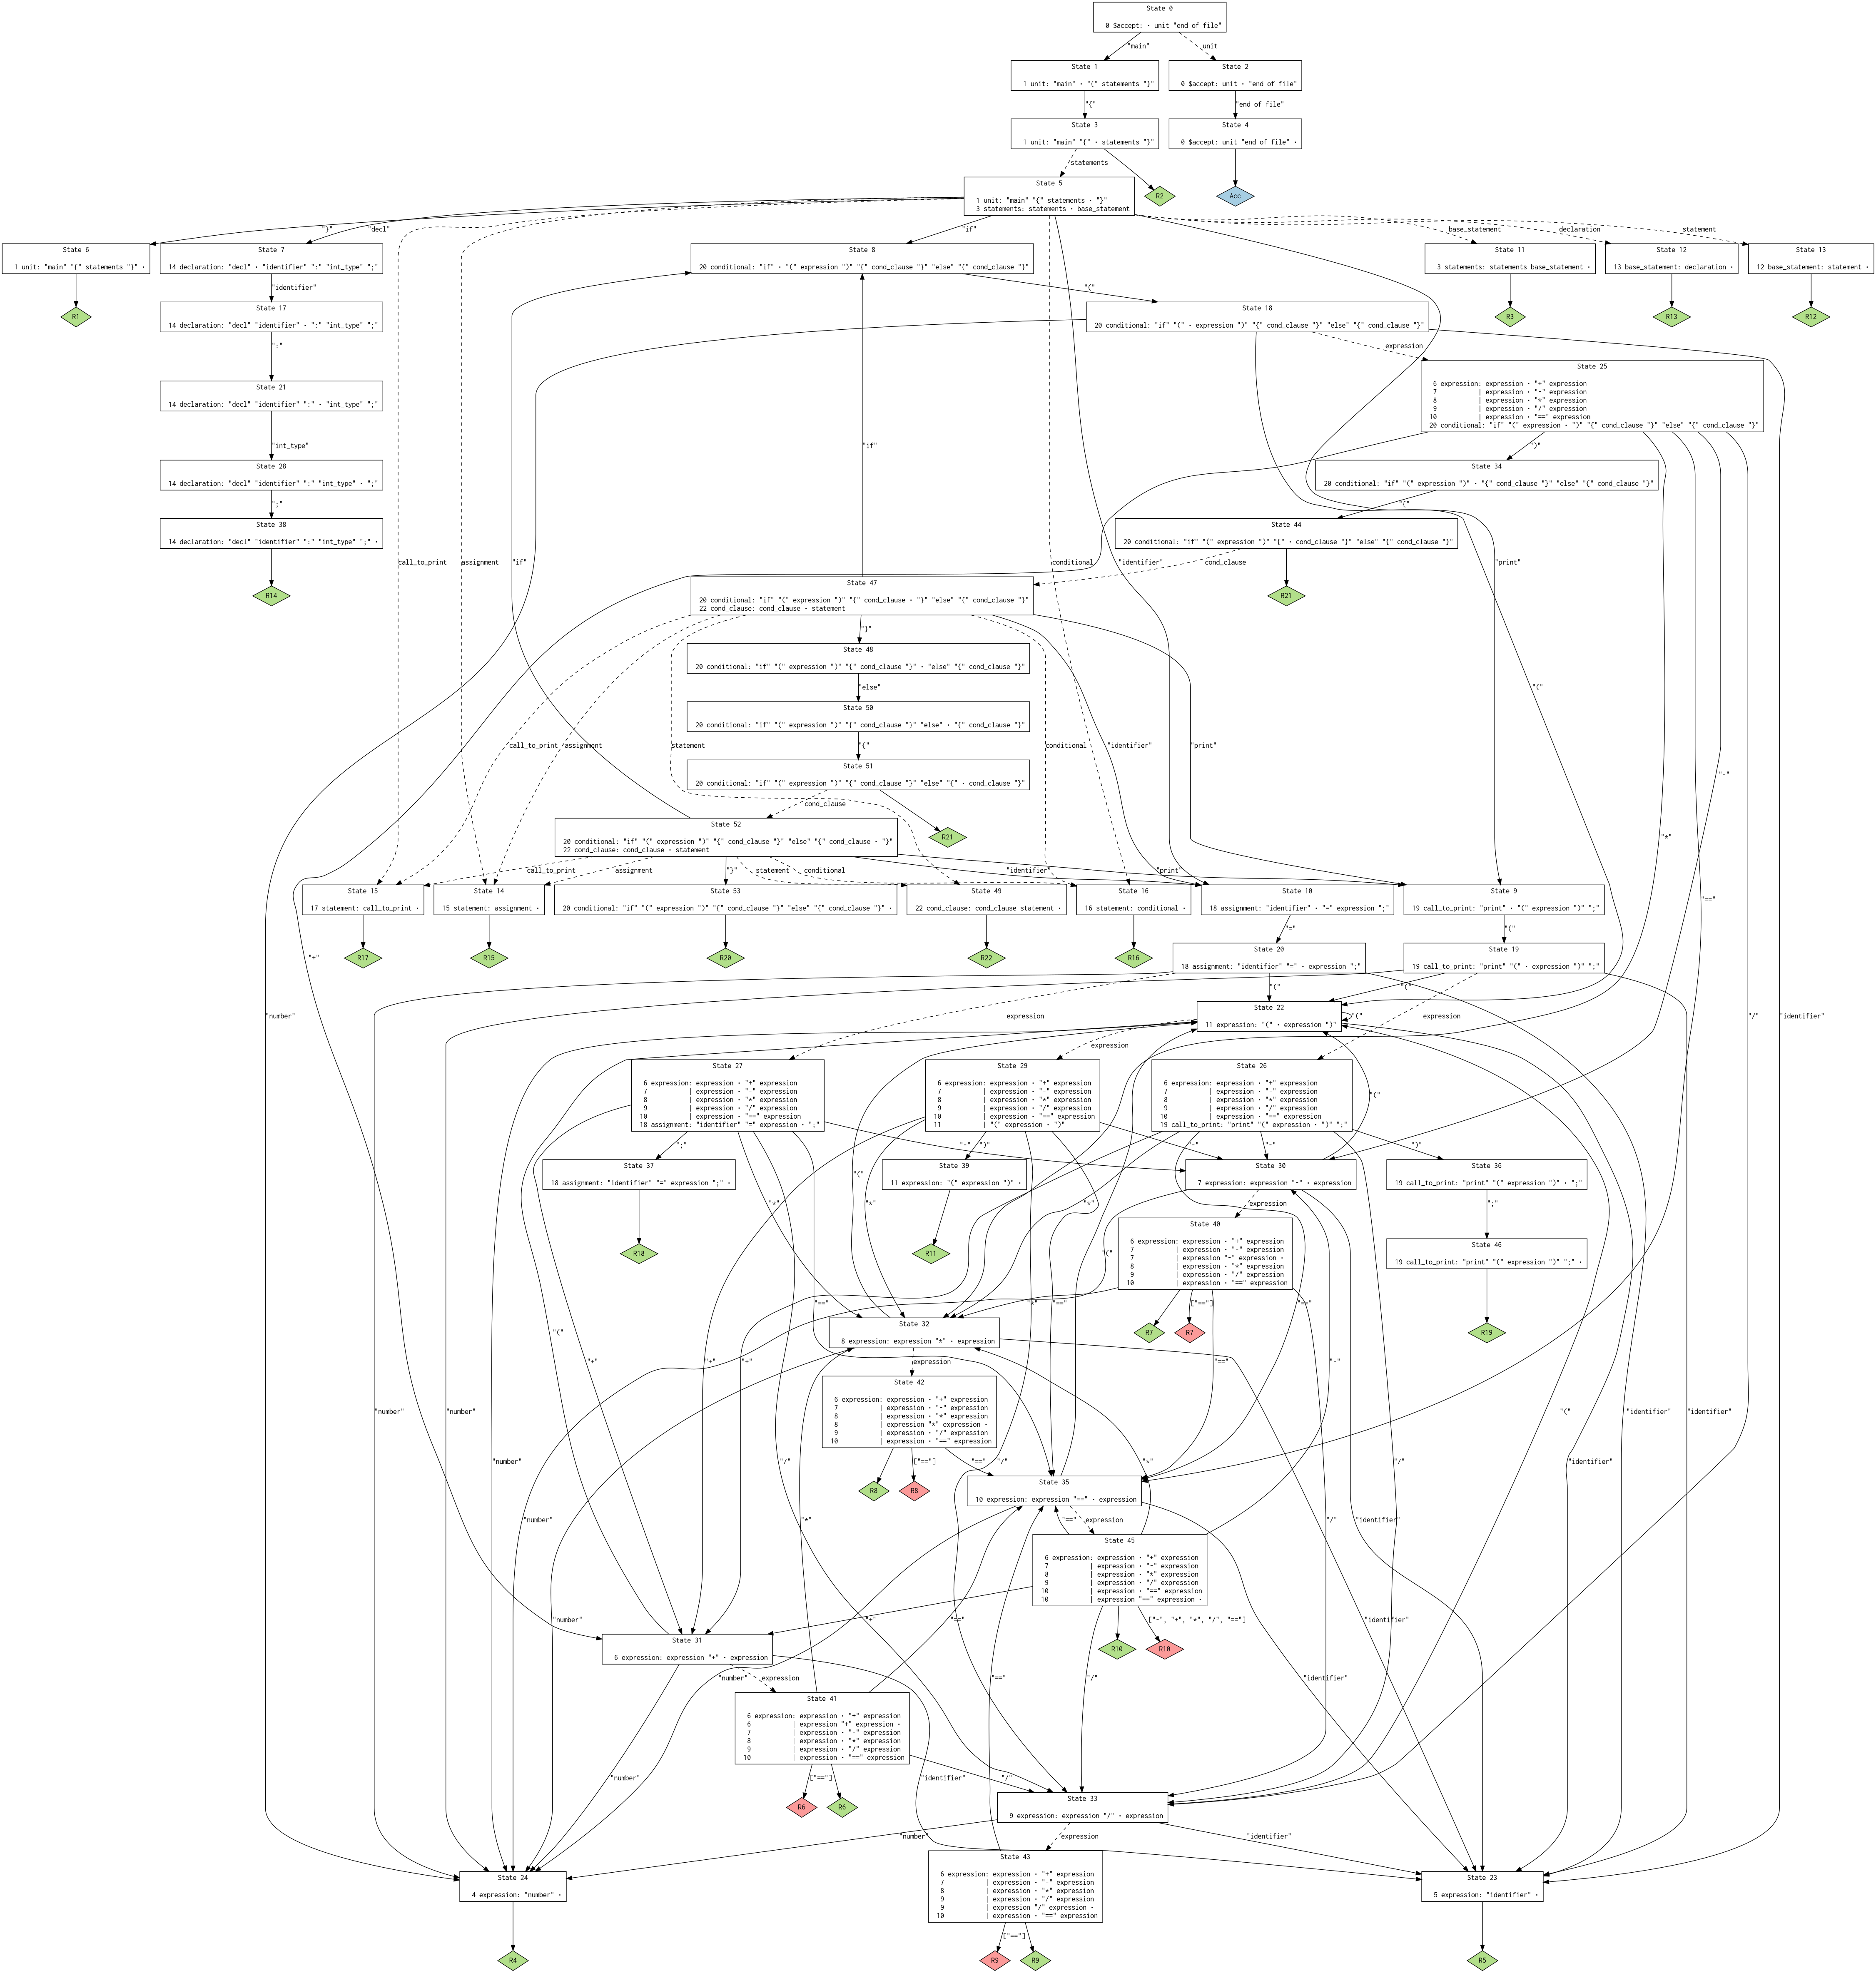 State 0
0 $accept: • unit "end of file"
"main"
unit
State 1
1 unit: "main" • "{" statements "}"
State 2
0 $accept: unit • "end of file"
"{"
"end of file"
State 3
1 unit: "main" "{" • statements "}"
State 4
0 $accept: unit "end of file" •
statements
State 5
1 unit: "main" "{" statements • "}"
3 statements: statements • base_statement
R2
Acc
"}"
"decl"
"if"
base_statement
declaration
statement
State 6
1 unit: "main" "{" statements "}" •
State 7
14 declaration: "decl" • "identifier" ":" "int_type" ";"
State 8
20 conditional: "if" • "(" expression ")" "{" cond_clause "}" "else" "{" cond_clause "}"
State 11
3 statements: statements base_statement •
State 12
13 base_statement: declaration •
State 13
12 base_statement: statement •
"identifier"
"("
R1
State 17
14 declaration: "decl" "identifier" • ":" "int_type" ";"
State 18
20 conditional: "if" "(" • expression ")" "{" cond_clause "}" "else" "{" cond_clause "}"
R3
R13
R12
":"
expression
State 21
14 declaration: "decl" "identifier" ":" • "int_type" ";"
State 25
6 expression: expression • "+" expression
7 | expression • "-" expression
8 | expression • "*" expression
9 | expression • "/" expression
10 | expression • "==" expression
20 conditional: "if" "(" expression • ")" "{" cond_clause "}" "else" "{" cond_clause "}"
"int_type"
"if"
")"
State 28
14 declaration: "decl" "identifier" ":" "int_type" • ";"
State 34
20 conditional: "if" "(" expression ")" • "{" cond_clause "}" "else" "{" cond_clause "}"
";"
"{"
State 38
14 declaration: "decl" "identifier" ":" "int_type" ";" •
State 44
20 conditional: "if" "(" expression ")" "{" • cond_clause "}" "else" "{" cond_clause "}"
call_to_print
assignment
"if"
"identifier"
conditional
cond_clause
"print"
R14
State 47
20 conditional: "if" "(" expression ")" "{" cond_clause • "}" "else" "{" cond_clause "}"
22 cond_clause: cond_clause • statement
R21
"-"
"}"
State 48
20 conditional: "if" "(" expression ")" "{" cond_clause "}" • "else" "{" cond_clause "}"
"else"
"("
State 50
20 conditional: "if" "(" expression ")" "{" cond_clause "}" "else" • "{" cond_clause "}"
call_to_print
assignment
statement
"{"
conditional
"identifier"
"print"
State 51
20 conditional: "if" "(" expression ")" "{" cond_clause "}" "else" "{" • cond_clause "}"
cond_clause
State 52
20 conditional: "if" "(" expression ")" "{" cond_clause "}" "else" "{" cond_clause • "}"
22 cond_clause: cond_clause • statement
R21
"*"
call_to_print
assignment
"}"
statement
conditional
"identifier"
"print"
State 15
17 statement: call_to_print •
State 14
15 statement: assignment •
State 53
20 conditional: "if" "(" expression ")" "{" cond_clause "}" "else" "{" cond_clause "}" •
State 49
22 cond_clause: cond_clause statement •
State 16
16 statement: conditional •
State 10
18 assignment: "identifier" • "=" expression ";"
State 9
19 call_to_print: "print" • "(" expression ")" ";"
"=="
"="
"("
"+"
R17
R15
R20
R22
R16
State 20
18 assignment: "identifier" "=" • expression ";"
State 19
19 call_to_print: "print" "(" • expression ")" ";"
"("
"("
"number"
expression
State 22
11 expression: "(" • expression ")"
"("
expression
"/"
"identifier"
expression
State 27
6 expression: expression • "+" expression
7 | expression • "-" expression
8 | expression • "*" expression
9 | expression • "/" expression
10 | expression • "==" expression
18 assignment: "identifier" "=" expression • ";"
State 29
6 expression: expression • "+" expression
7 | expression • "-" expression
8 | expression • "*" expression
9 | expression • "/" expression
10 | expression • "==" expression
11 | "(" expression • ")"
State 26
6 expression: expression • "+" expression
7 | expression • "-" expression
8 | expression • "*" expression
9 | expression • "/" expression
10 | expression • "==" expression
19 call_to_print: "print" "(" expression • ")" ";"
"("
";"
"-"
")"
"-"
"-"
")"
State 37
18 assignment: "identifier" "=" expression ";" •
State 39
11 expression: "(" expression ")" •
State 30
7 expression: expression "-" • expression
State 36
19 call_to_print: "print" "(" expression ")" • ";"
"("
"*"
"*"
"*"
expression
";"
R18
R11
"("
State 40
6 expression: expression • "+" expression
7 | expression • "-" expression
7 | expression "-" expression •
8 | expression • "*" expression
9 | expression • "/" expression
10 | expression • "==" expression
State 46
19 call_to_print: "print" "(" expression ")" ";" •
"=="
"*"
"=="
["=="]
"=="
State 32
8 expression: expression "*" • expression
R7
R7
R19
"("
"+"
"+"
"+"
expression
"=="
"-"
State 42
6 expression: expression • "+" expression
7 | expression • "-" expression
8 | expression • "*" expression
8 | expression "*" expression •
9 | expression • "/" expression
10 | expression • "==" expression
"number"
"number"
"("
"identifier"
"identifier"
"number"
"/"
["=="]
"=="
"/"
"*"
"/"
"identifier"
R8
R8
State 35
10 expression: expression "==" • expression
"number"
"*"
"=="
expression
"/"
"identifier"
State 45
6 expression: expression • "+" expression
7 | expression • "-" expression
8 | expression • "*" expression
9 | expression • "/" expression
10 | expression • "==" expression
10 | expression "==" expression •
"number"
"+"
"=="
["-", "+", "*", "/", "=="]
"identifier"
State 31
6 expression: expression "+" • expression
R10
R10
expression
"number"
"=="
"/"
"identifier"
State 41
6 expression: expression • "+" expression
6 | expression "+" expression •
7 | expression • "-" expression
8 | expression • "*" expression
9 | expression • "/" expression
10 | expression • "==" expression
"number"
["=="]
"identifier"
"/"
R6
R6
State 33
9 expression: expression "/" • expression
"number"
expression
"identifier"
State 24
4 expression: "number" •
State 43
6 expression: expression • "+" expression
7 | expression • "-" expression
8 | expression • "*" expression
9 | expression • "/" expression
9 | expression "/" expression •
10 | expression • "==" expression
State 23
5 expression: "identifier" •
["=="]
R4
R9
R9
R5